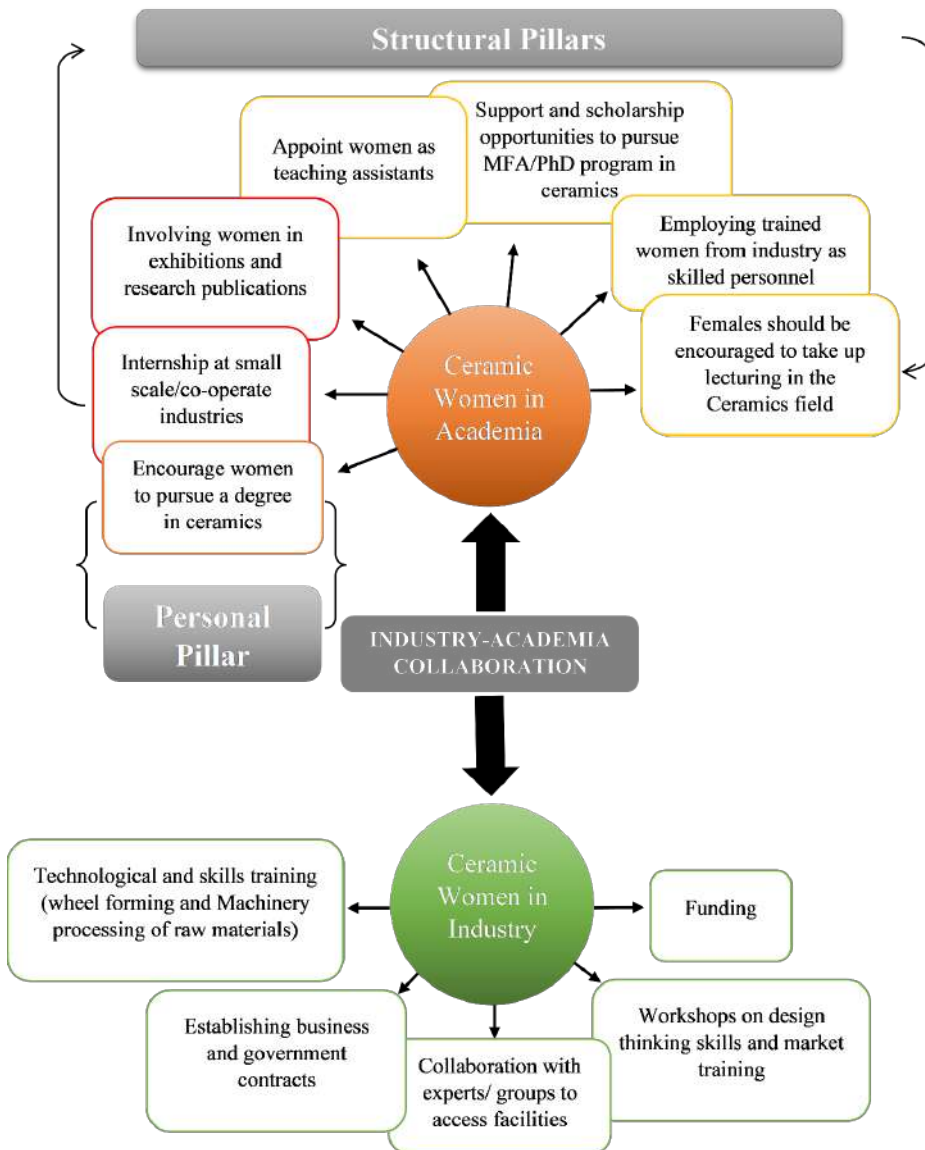 Structural Pillars
Appoint women as
teaching assistants
Support and scholarship
opportunities to pursue
MFA/PhD program in
ceramics
Involving women in
exhibitions and
research publications
Employing trained
women from industry as
skilled personnel
Internship at small
scale/co-operate
industries
Ceramic
Women in
Academia
Females should be
encouraged to take up
lecturing in the
Ceramics field
Encourage women
to pursue a degree
in ceramics
Personal
Pillar
INDUSTRY-ACADEMIA
COLLABORATION
Ceramic
Women in
Industry
Technological and skills training
(wheel forming and Machinery
processing of raw materials)
Funding
Establishing business
and government
contracts
Collaboration with
experts/ groups to
access facilities
Workshops on design
thinking skills and market
training